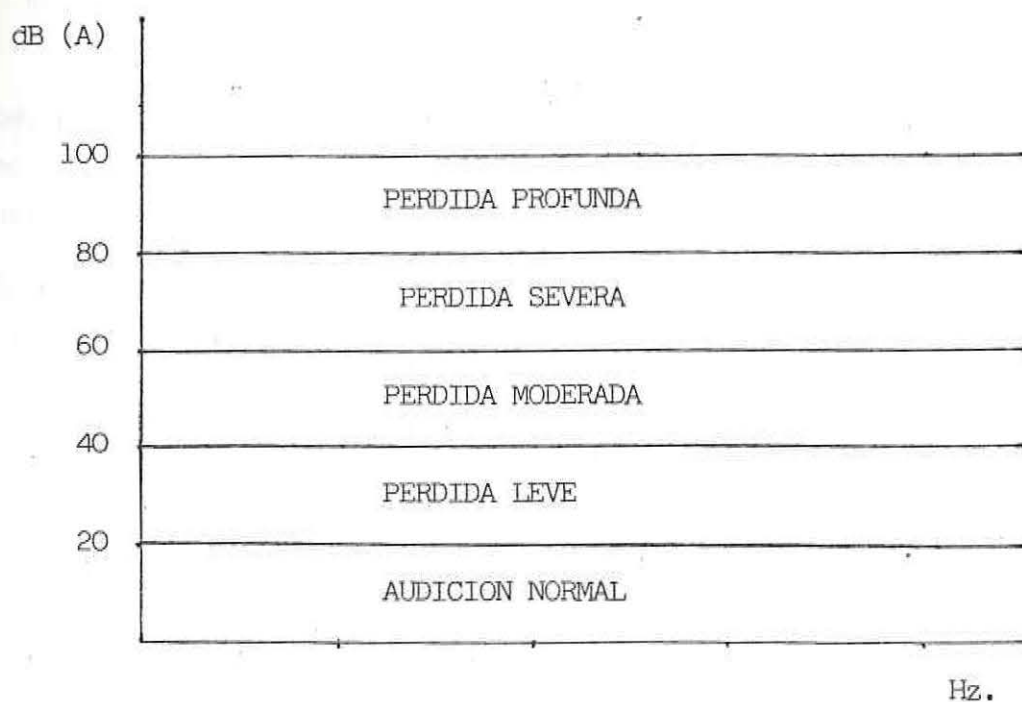 dB (A)
100
PERDIDA PROFUNDA
80
PERDIDA SEVERA
60
PERDIDA MODERADA
40
PERDIDA LEVE
20
AUDICION NORMAL
Hz.